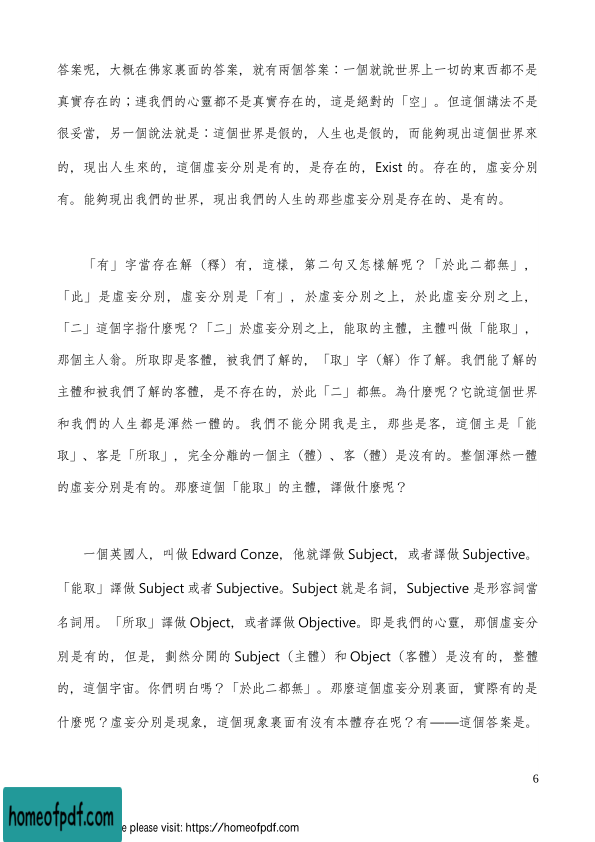 答案呢，大概在佛家裏面的答案，就有兩個答案：一個就說世界上一切的東西都不是
真實存在的；連我們的心靈都不是真實存在的，這是絕對的「空」。但這個講法不是
很妥當，另一個說法就是：這個世界是假的，人生也是假的，而能夠現出這個世界來
的，現出人生來的，這個虛妄分別是有的，是存在的，Exist 的。存在的，虛妄分別
有。能夠現出我們的世界，現出我們的人生的那些虛妄分別是存在的、是有的。
「有」字當存在解（釋）有，這樣，第二句又怎樣解呢？「於此二都無」，
「此」是虛妄分別，虛妄分別是「有」，於虛妄分別之上，於此虛妄分別之上，
「二」這個字指什麼呢？「二」於虛妄分別之上，能取的主體，主體叫做「能取」，
那個主人翁。所取即是客體，被我們了解的，「取」字（解）作了解。我們能了解的
主體和被我們了解的客體，是不存在的，於此「二」都無。為什麼呢？它說這個世界
和我們的人生都是渾然一體的。我們不能分開我是主，那些是客，這個主是「能
取」、客是「所取」，完全分離的一個主（體）、客（體）是沒有的。整個渾然一體
的虛妄分別是有的。那麼這個「能取」的主體，譯做什麼呢？
一個英國人，叫做 Edward Conze，他就譯做 Subject，或者譯做 Subjective。
「能取」譯做 Subject 或者 Subjective。Subject 就是名詞，Subjective 是形容詞當
名詞用。「所取」譯做 Object，或者譯做 Objective。即是我們的心靈，那個虛妄分
別是有的，但是，劃然分開的 Subject（主體）和 Object（客體）是沒有的，整體
的，這個宇宙。你們明白嗎？「於此二都無」。那麼這個虛妄分別裏面，實際有的是
什麼呢？虛妄分別是現象，這個現象裏面有沒有本體存在呢？有——這個答案是。
6
homeofpdf.com
e please visit: https://homeofpdf.com